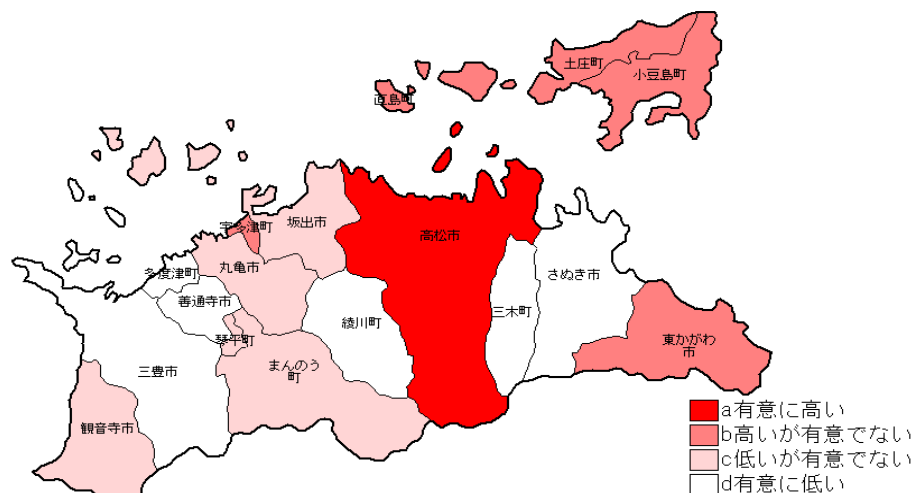 土庄町
小豆島町
直島町
宇多津町
坂出市
高松市
丸亀市
多度津町
さぬき市
善通寺市
綾川町
三木町
琴平町
東かがわ
市
まんのう
町
三豊市
観音寺市
a有意に高い
b高いが有意でない
c低いが有意でない
d有意に低い